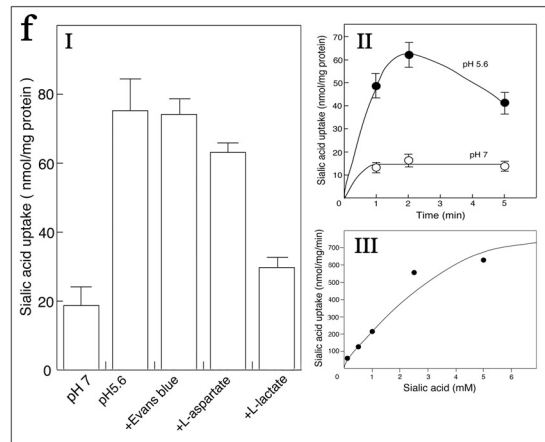 f
I
Sialic acid uptake ( nmol/mg protein)
80
60
40
20
0
pH 7
pH5.6
+Evans blue
+L-aspartate
+L-lactate
II
Sialic acid uptake (nmol/mg protein)
70
60
50
40
30
20
10
0
pH 5.6
pH 7
1
2
3
4
5
Time (min)
III
Sialic acid uptake (nmol/mg/min)
700
600
500
400
300
200
100
0
1
2
3
4
5
6
Sialic acid (mM)